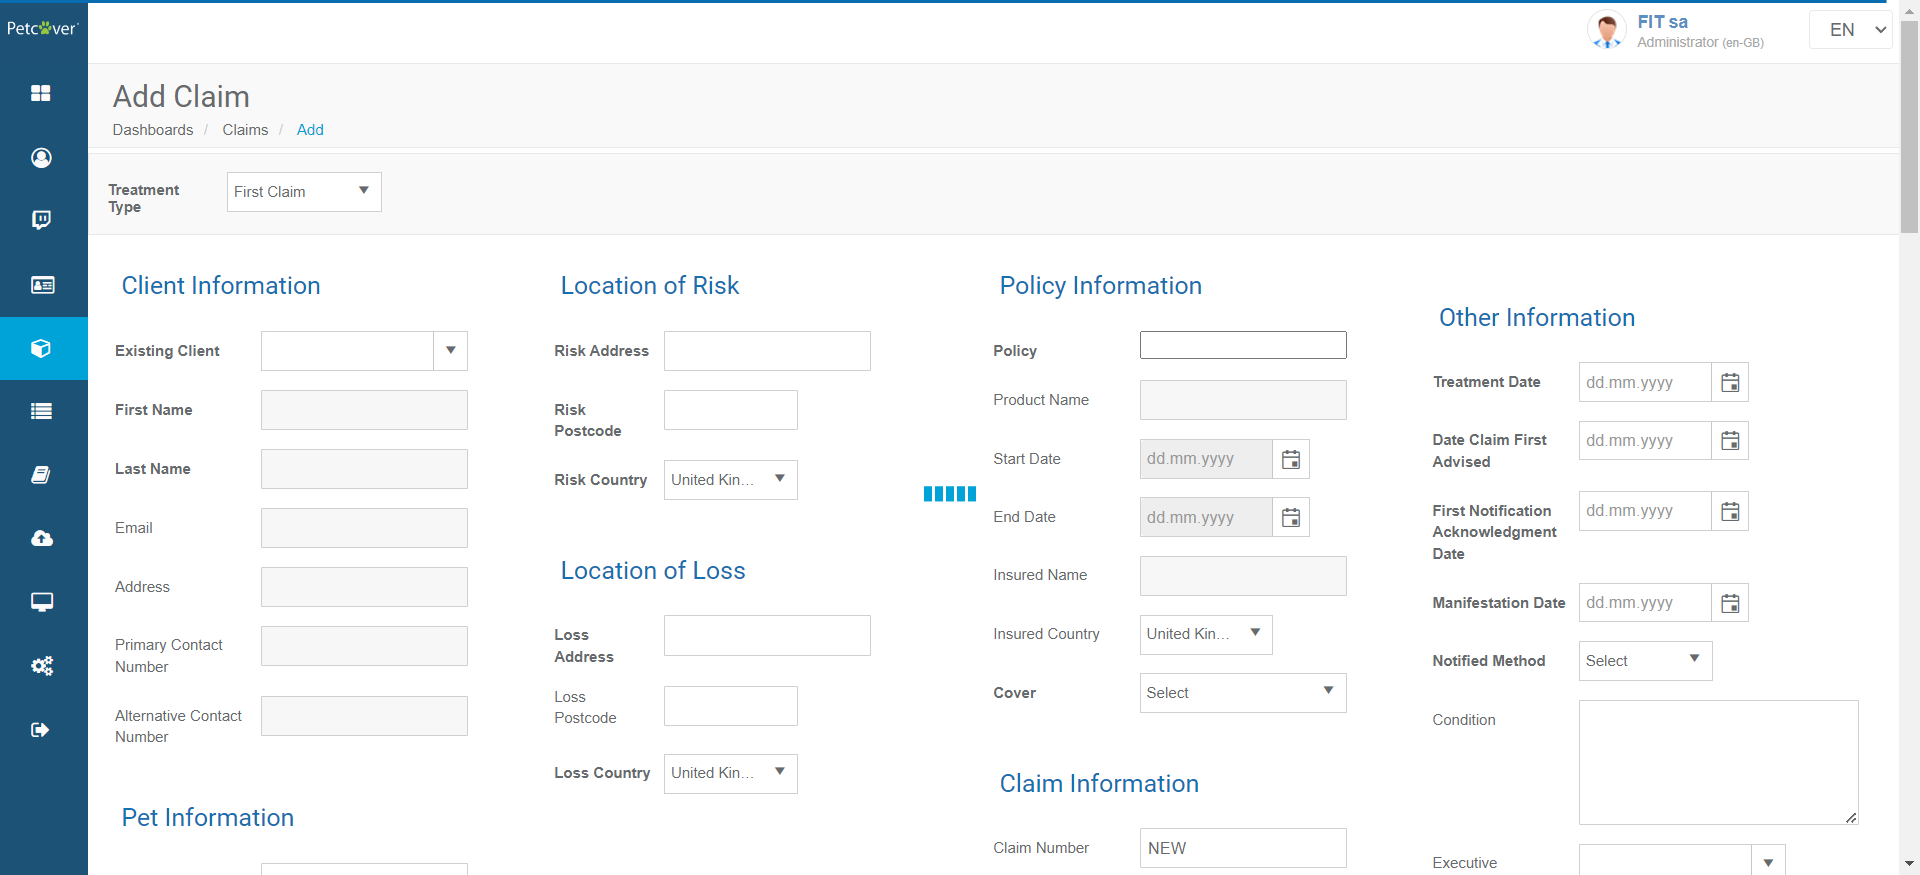 Petcover
FIT sa
Administrator (en-GB)
EN
Add Claim
Dashboards / Claims / Add
Treatment
Type
First Claim
Client Information
Existing Client
First Name
Last Name
Email
Address
Primary Contact
Number
Alternative Contact
Number
Pet Information
Location of Risk
Risk Address
Risk
Postcode
Risk Country
United Kin...
Location of Loss
Loss
Address
Loss
Postcode
Loss Country
United Kin...
Policy Information
Policy
Product Name
Start Date
dd.mm.yyyy
End Date
dd.mm.yyyy
Insured Name
Insured Country
United Kin...
Cover
Select
Claim Information
Claim Number
NEW
Other Information
Treatment Date
dd.mm.yyyy
Date Claim First
Advised
dd.mm.yyyy
First Notification
Acknowledgment
Date
dd.mm.yyyy
Manifestation Date
dd.mm.yyyy
Notified Method
Select
Condition
Executive